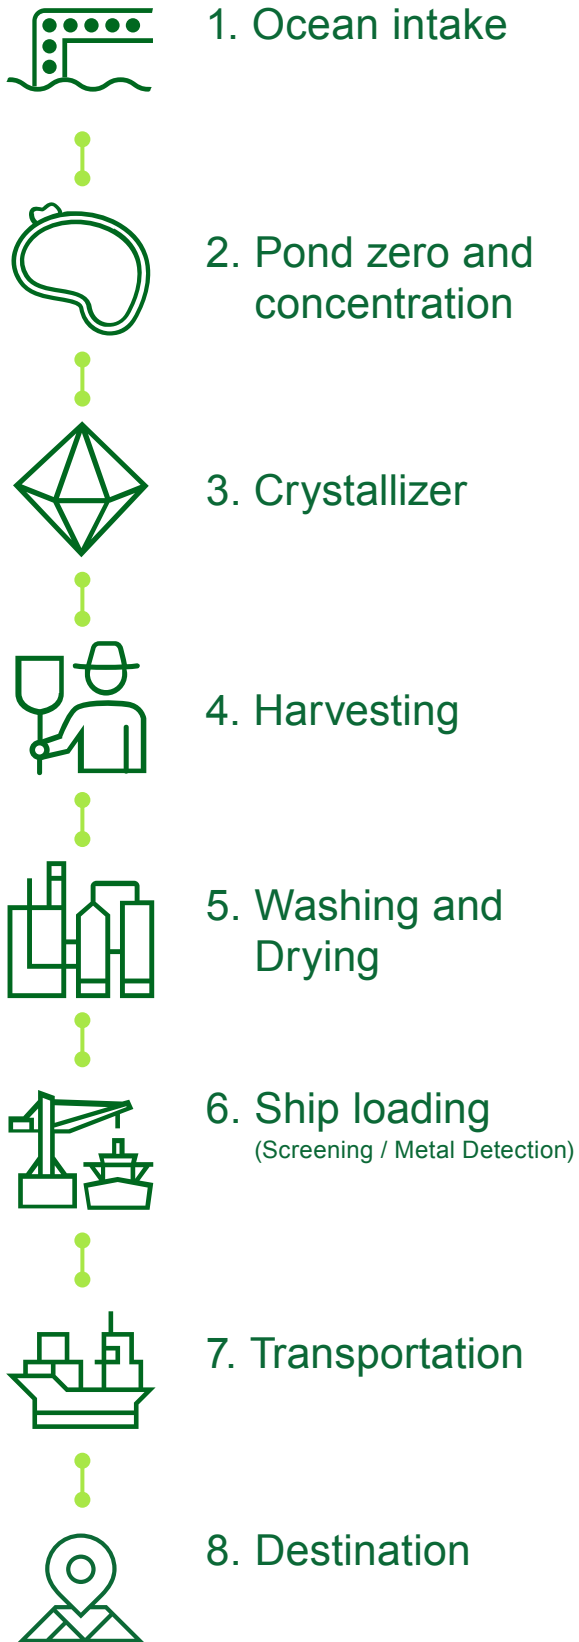 1. Ocean intake
2. Pond zero and
concentration
3. Crystallizer
4. Harvesting
5. Washing and
Drying
6. Ship loading
(Screening / Metal Detection)
7. Transportation
8. Destination